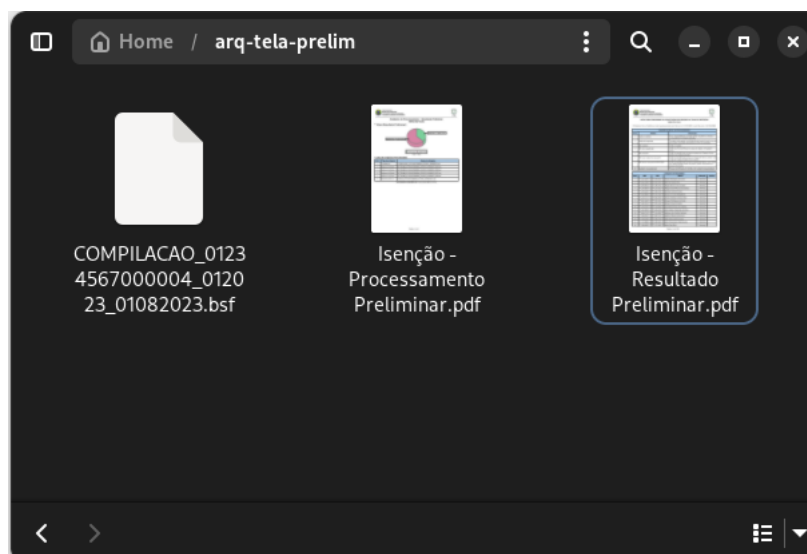 Home / arq-tela-prelim
COMPILACAO_0123
4567000004_0120
23_01082023.bsf
Isenção -
Processamento
Preliminar.pdf
Isenção -
Resultado
Preliminar.pdf